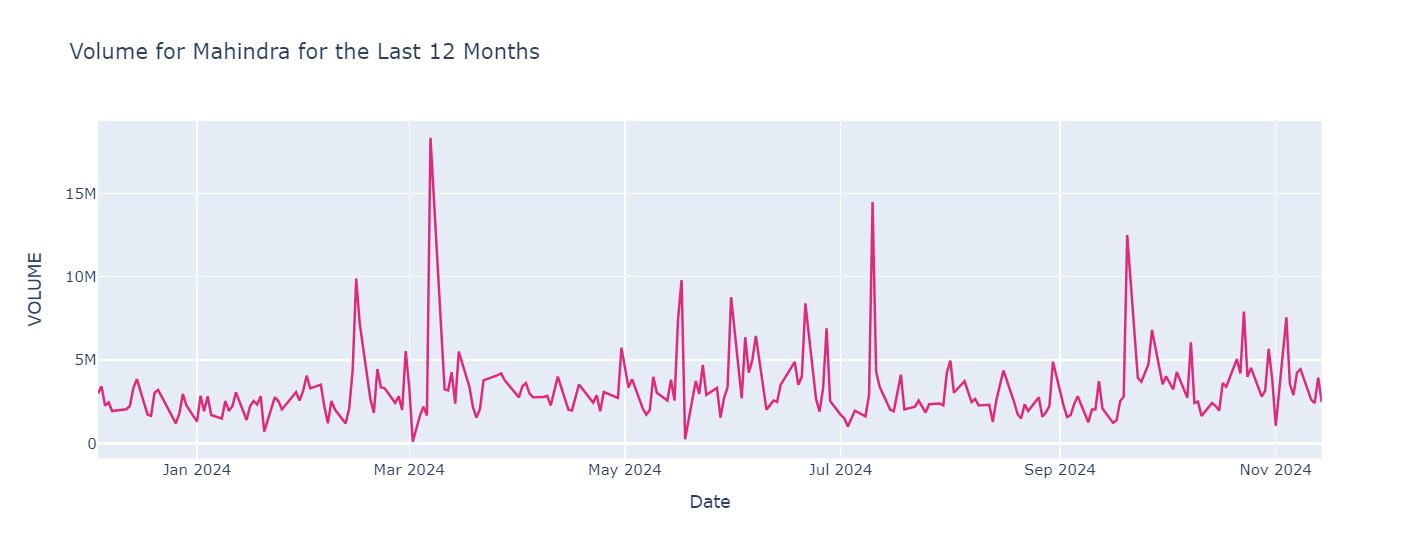 Volume for Mahindra for the Last 12 Months
VOLUME
15M
10M
5M
0
Jan 2024
Mar 2024
May 2024
Jul 2024
Sep 2024
Nov 2024
Date